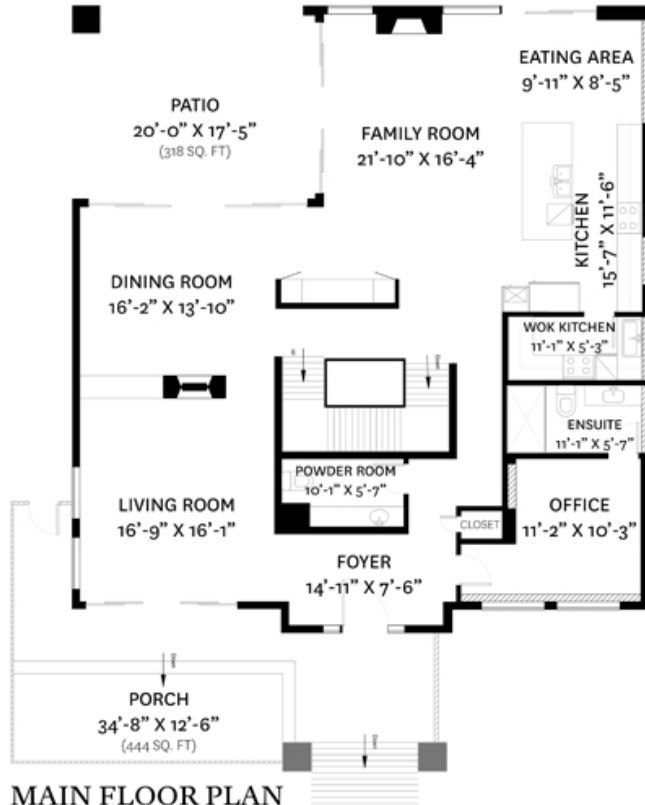 EATING AREA
9'-11" X 8'-5"
PATIO
20'-0" X 17'-5"
(318 SQ. FT)
FAMILY ROOM
21'-10" X 16'-4"
KITCHEN
15'-7" X 11'-6"
DINING ROOM
16'-2" X 13'-10"
WOK KITCHEN
11'-1" X 5'-3"
Down
ENSUITE
11'-1" X 5'-7"
POWDER ROOM
10'-1" X 5'-7"
LIVING ROOM
16'-9" X 16'-1"
OFFICE
11'-2" X 10'-3"
CLOSET
FOYER
14'-11" X 7'-6"
Down
PORCH
34'-8" X 12'-6"
(444 SQ. FT)
Down
MAIN FLOOR PLAN